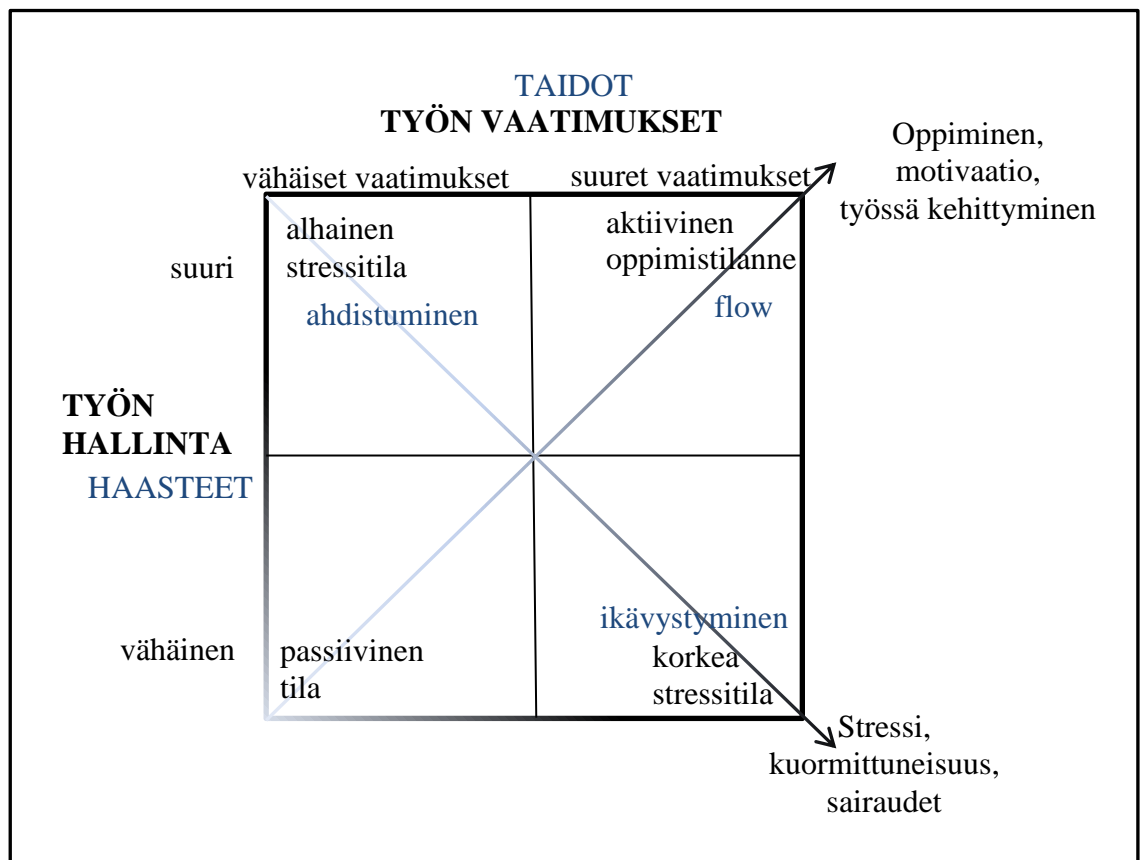 TAIDOT
TYÖN VAATIMUKSET
vähäiset vaatimukset
suuret vaatimukset
Oppiminen,
motivaatio,
työssä kehittyminen
suuri
alhainen
stressitila
ahdistuminen
aktiivinen
oppimistilanne
flow
TYÖN
HALLINTA
HAASTEET
vähäinen
passiivinen
tila
ikävystyminen
korkea
stressitila
Stressi,
kuormittuneisuus,
sairaudet